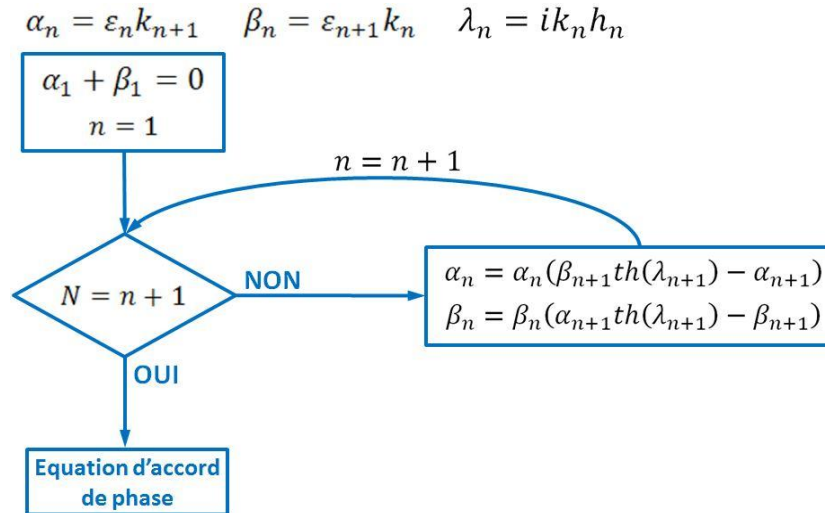 αₙ = εₙkₙ₊₁ βₙ = εₙ₊₁kₙ λₙ = ikₙhₙ
α₁ + β₁ = 0
n = 1
n = n + 1
N = n + 1
NON
αₙ = αₙ(βₙ₊₁th(λₙ₊₁) − αₙ₊₁)
βₙ = βₙ(αₙ₊₁th(λₙ₊₁) − βₙ₊₁)
OUI
Equation d’accord
de phase